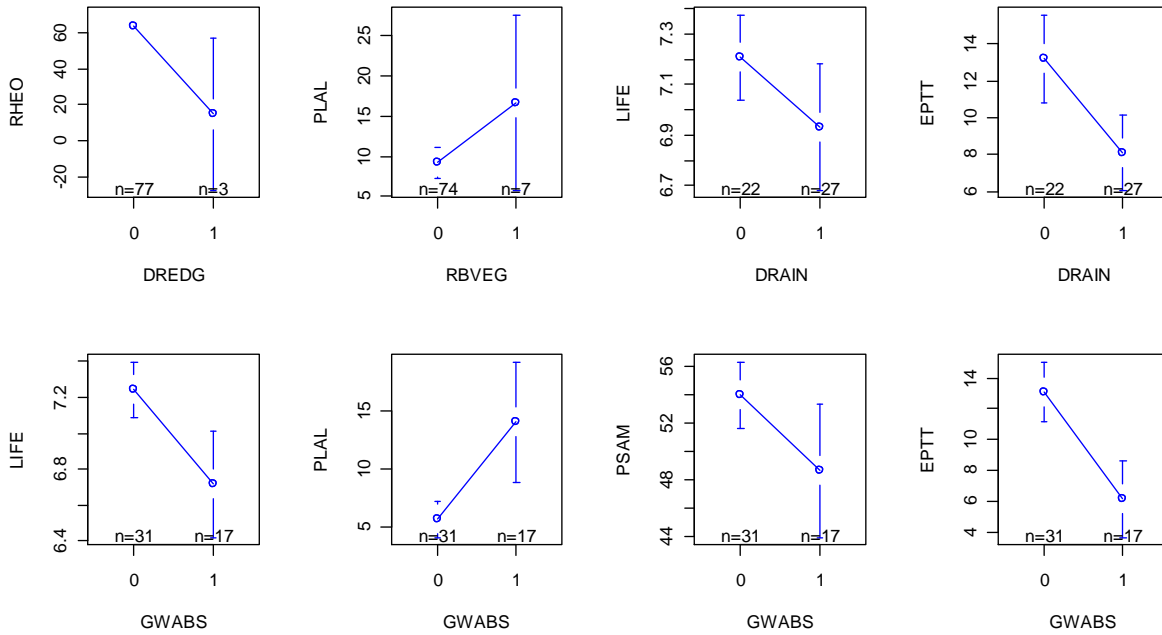 RHEO
60
40
20
0
-20
n=77
n=3
0
1
DREDG
PLAL
25
20
15
10
5
n=74
n=7
0
1
RBVEG
LIFE
7.3
7.1
6.9
6.7
n=22
n=27
0
1
DRAIN
EPTT
14
12
10
8
6
n=22
n=27
0
1
DRAIN
LIFE
7.2
6.8
6.4
n=31
n=17
0
1
GWABS
PLAL
15
10
5
n=31
n=17
0
1
GWABS
PSAM
56
52
48
44
n=31
n=17
0
1
GWABS
EPTT
14
10
8
6
4
n=31
n=17
0
1
GWABS